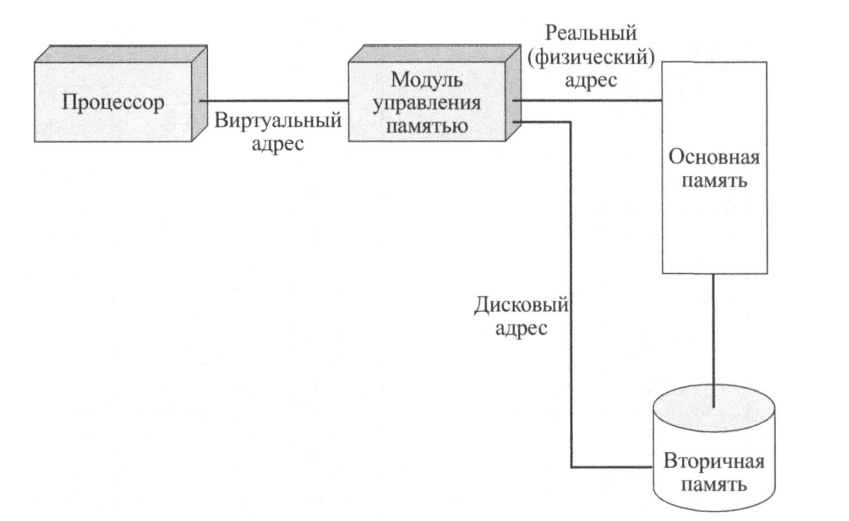 Процессор
Виртуальный
адрес
Модуль
управления
памятью
Реальный
(физический)
адрес
Основная
память
Дисковый
адрес
Вторичная
память